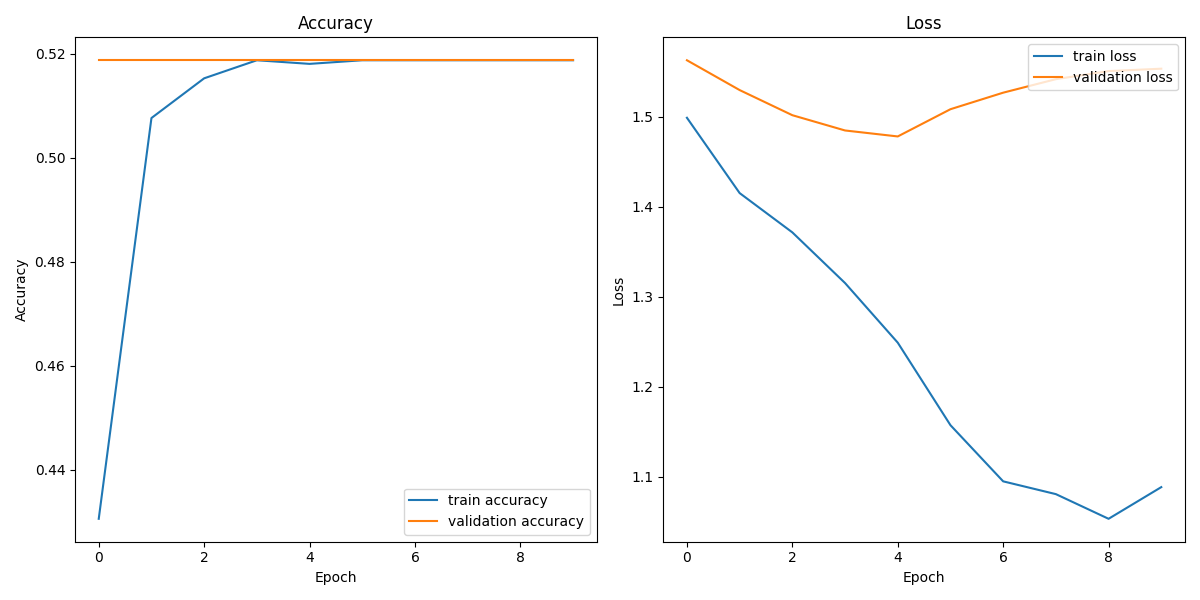 Accuracy
0.52
0.50
0.48
0.46
0.44
Accuracy
train accuracy
validation accuracy
0
2
4
6
8
Epoch
Loss
1.5
1.4
1.3
1.2
1.1
Loss
train loss
validation loss
0
2
4
6
8
Epoch